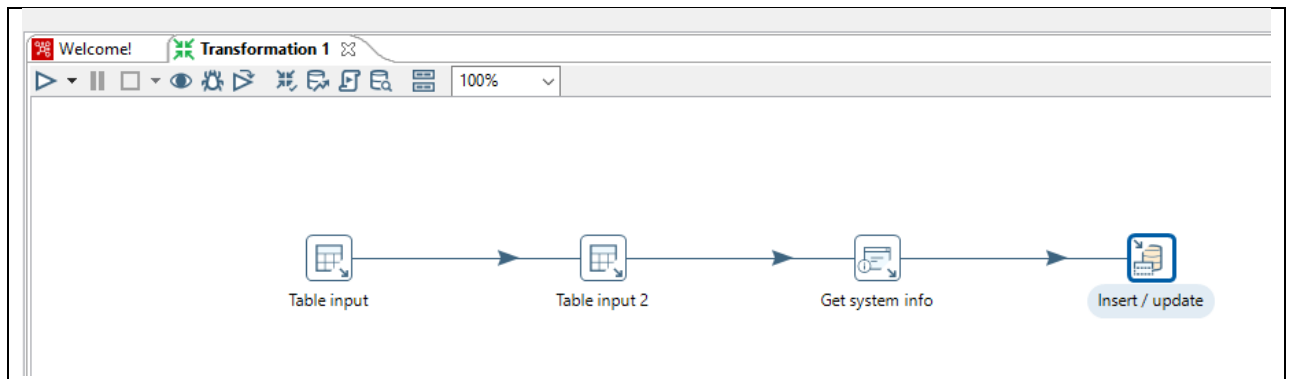 Welcome!
Transformation 1
100%
Table input
Table input 2
Get system info
Insert / update